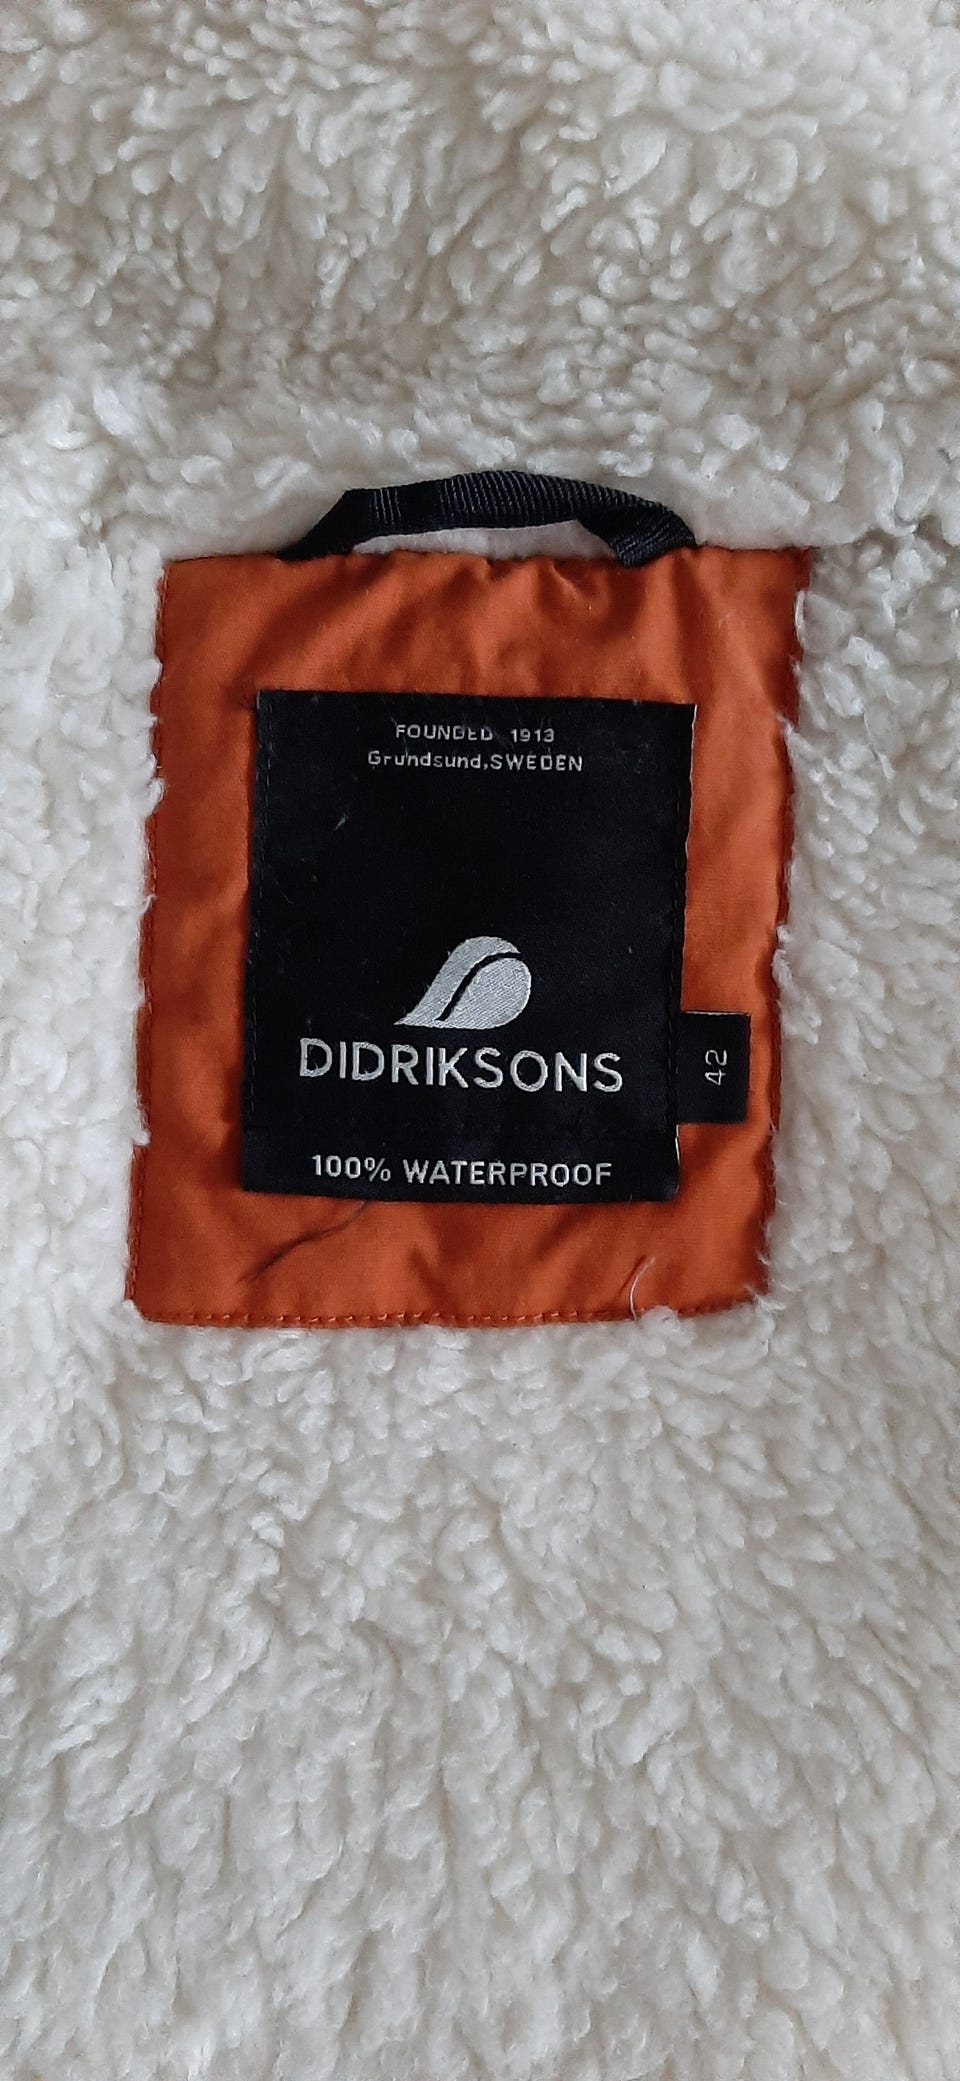 FOUNDED 1913
Grundsund,SWEDEN
DIDRIKSONS
42
100% WATERPROOF